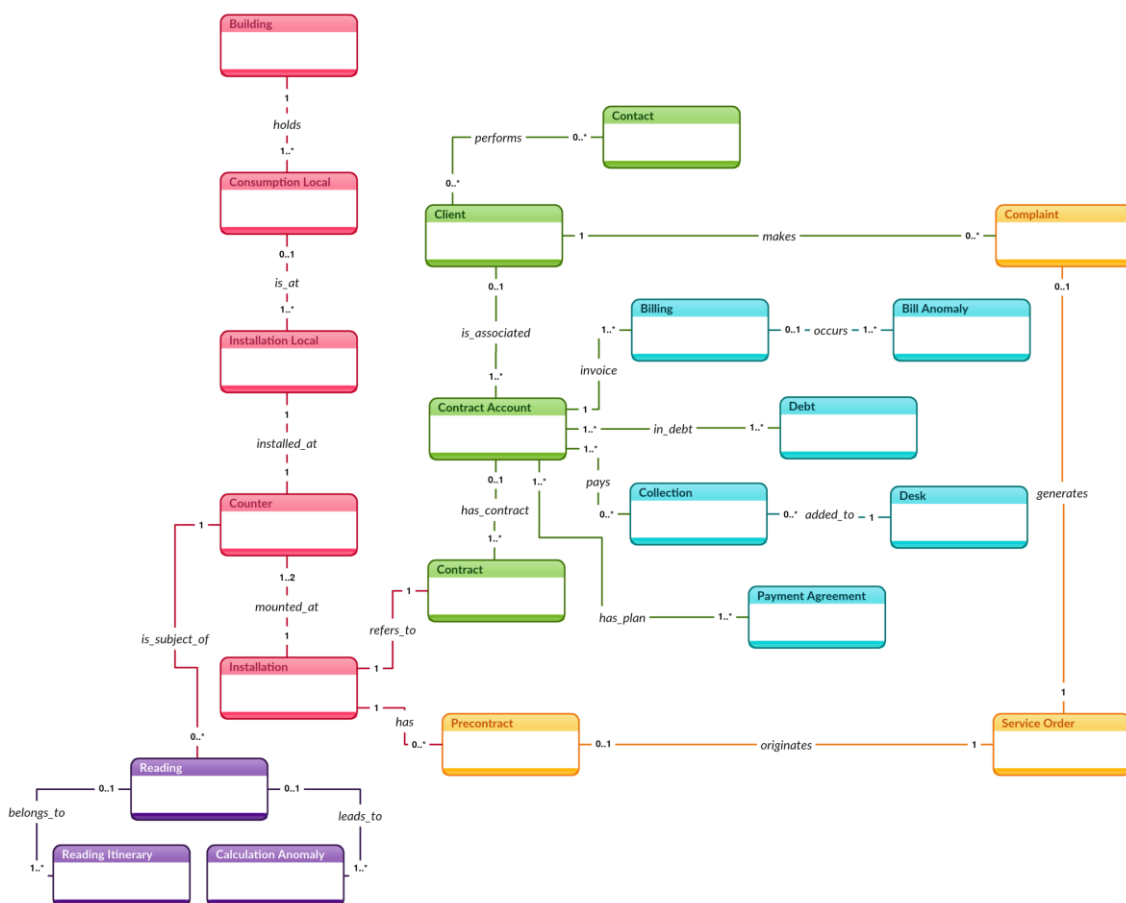 Building
1
holds
1..*
Contact
performs
0..*
0..*
Consumption Local
Client
Complaint
1
makes
0..*
0..1
is_at
1..*
0..1
is_associated
1..*
0..1
generates
1
Installation Local
Billing
0..1
occurs
1..*
Bill Anomaly
1..*
invoice
1
Contract Account
Debt
1..*
in_debt
1..*
1
installed_at
1
1..*
pays
0..*
0..1
has_contract
1..*
1..*
has_plan
1..*
Counter
Collection
0..*
added_to
1
Desk
1
is_subject_of
0..*
1..2
mounted_at
1
Contract
1
refers_to
1
Payment Agreement
Installation
1
has
0..*
Precontract
0..1
originates
1
Service Order
Reading
0..1
belongs_to
1..*
0..1
leads_to
1..*
Reading Itinerary
Calculation Anomaly